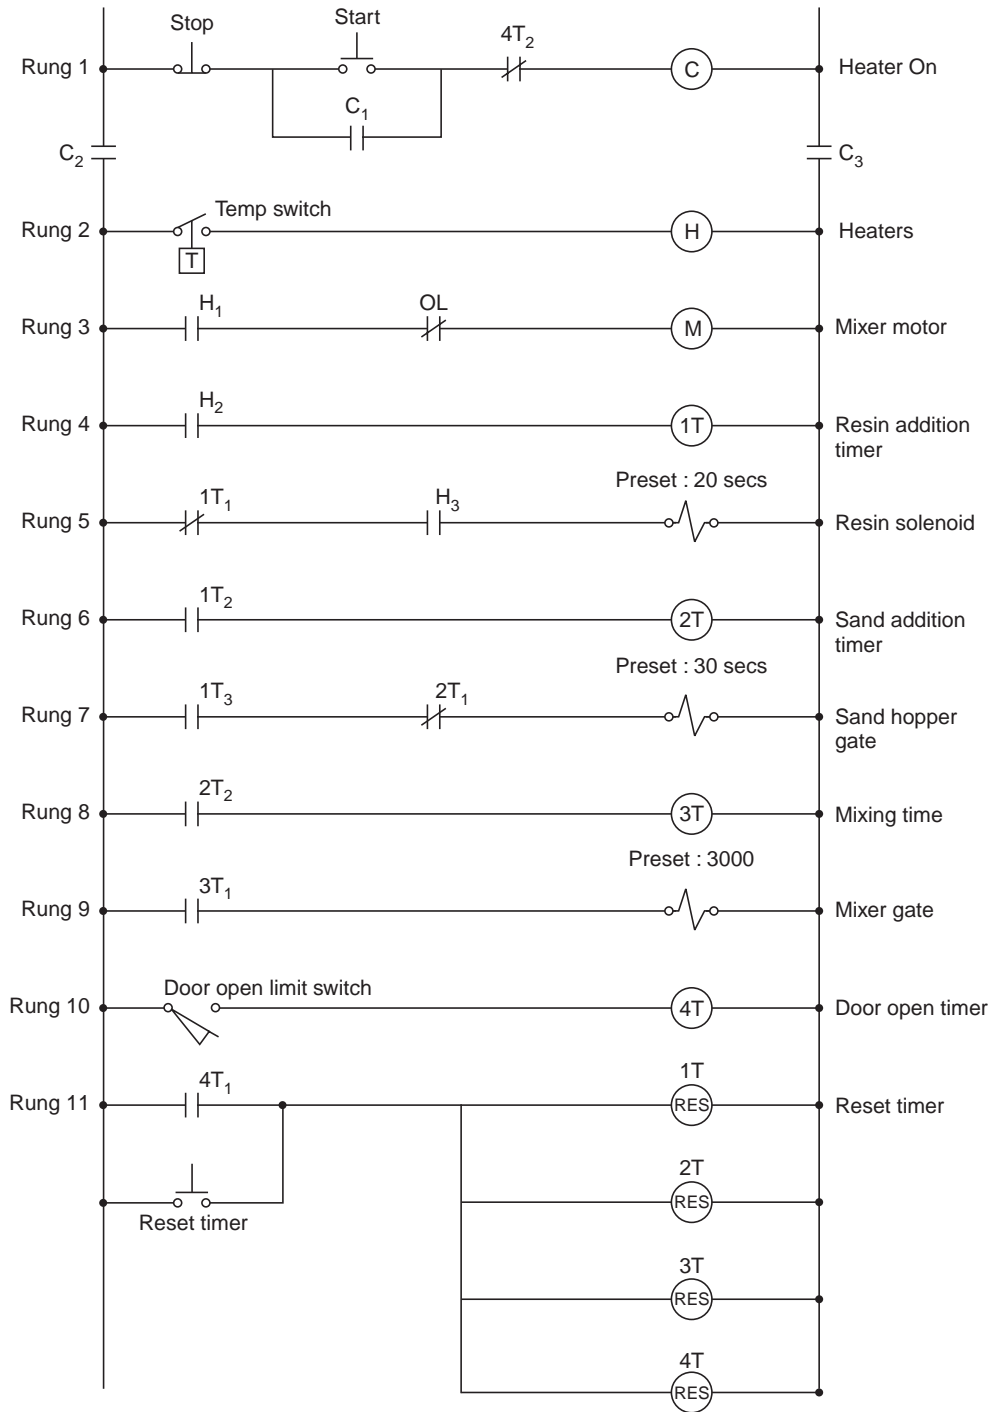 Stop
Start
4T2
Rung 1
C
Heater On
C1
C2
C3
Temp switch
Rung 2
H
Heaters
T
H1
OL
Rung 3
M
Mixer motor
H2
Rung 4
1T
Resin addition
timer
Preset : 20 secs
1T1
H3
Rung 5
Resin solenoid
1T2
Rung 6
2T
Sand addition
timer
Preset : 30 secs
1T3
2T1
Rung 7
Sand hopper
gate
2T2
Rung 8
3T
Mixing time
Preset : 3000
3T1
Rung 9
Mixer gate
Door open limit switch
Rung 10
4T
Door open timer
4T1
1T
Rung 11
RES
Reset timer
2T
RES
Reset timer
3T
RES
4T
RES